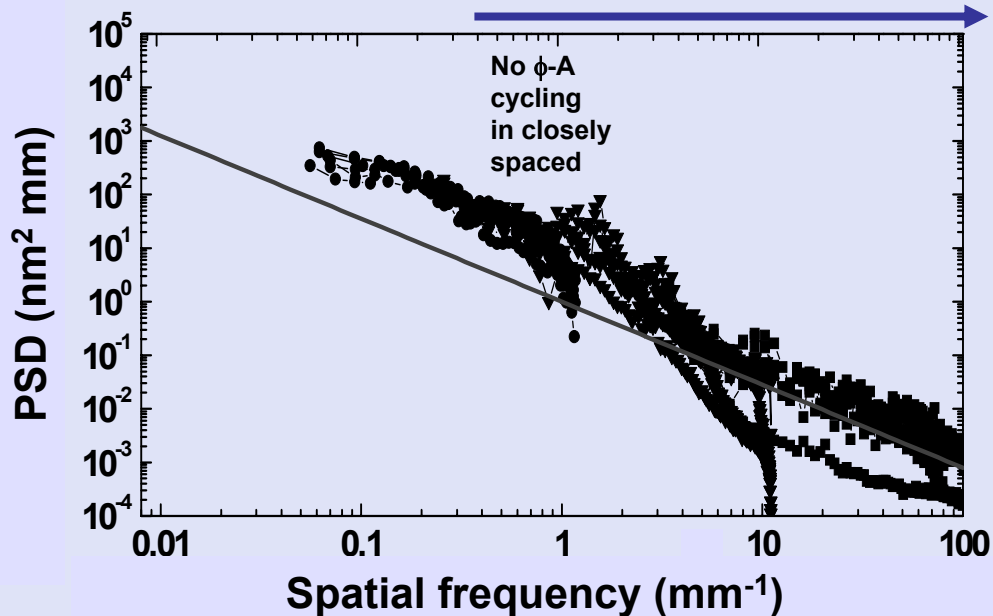 10⁵
10⁴
10³
10²
10¹
10⁰
10⁻¹
10⁻²
10⁻³
10⁻⁴
PSD (nm² mm)
No ϕ-A
cycling
in closely
spaced
0.01 0.1 1 10 100
Spatial frequency (mm⁻¹)